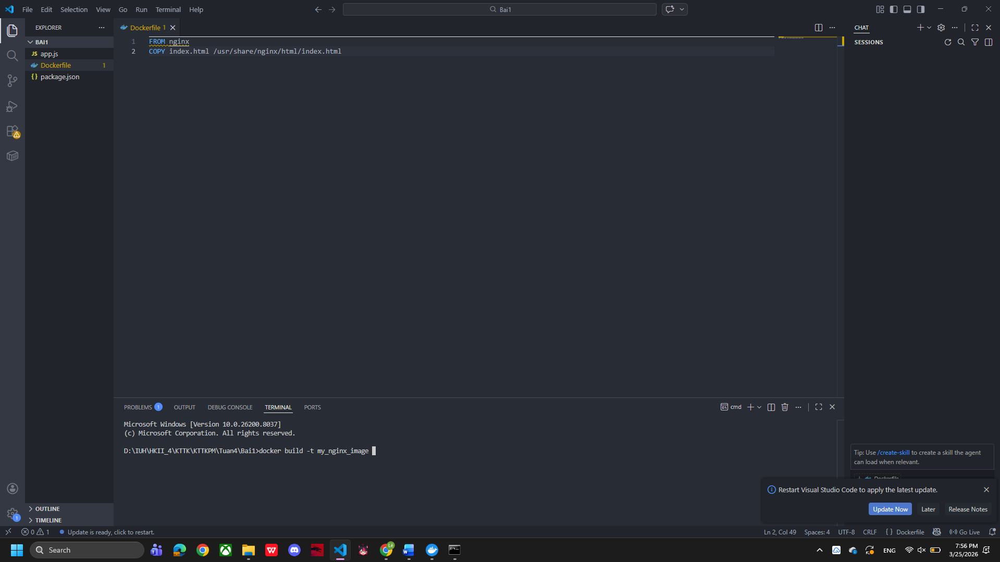 File Edit Selection View Go Run Terminal Help
Bai1
EXPLORER
BAI1
JS app.js
Dockerfile 1
{} package.json
OUTLINE
TIMELINE
Dockerfile 1
1 FROM nginx
2 COPY index.html /usr/share/nginx/html/index.html
CHAT
SESSIONS
PROBLEMS 1 OUTPUT DEBUG CONSOLE TERMINAL PORTS
cmd
Microsoft Windows [Version 10.0.26200.8037]
(c) Microsoft Corporation. All rights reserved.
D:\IUH\HKII_4\KTTK\KTTKPM\Tuan4\Bai1>docker build -t my_nginx_image
Tip: Use /create-skill to create a skill the agent
can load when relevant.
Dockerfile
Restart Visual Studio Code to apply the latest update.
Update Now Later Release Notes
1
0 1 Update is ready, click to restart.
Ln 2, Col 49 Spaces: 4 UTF-8 CRLF {} Dockerfile Go Live
Search
Lê
ENG
7:56 PM
3/25/2026